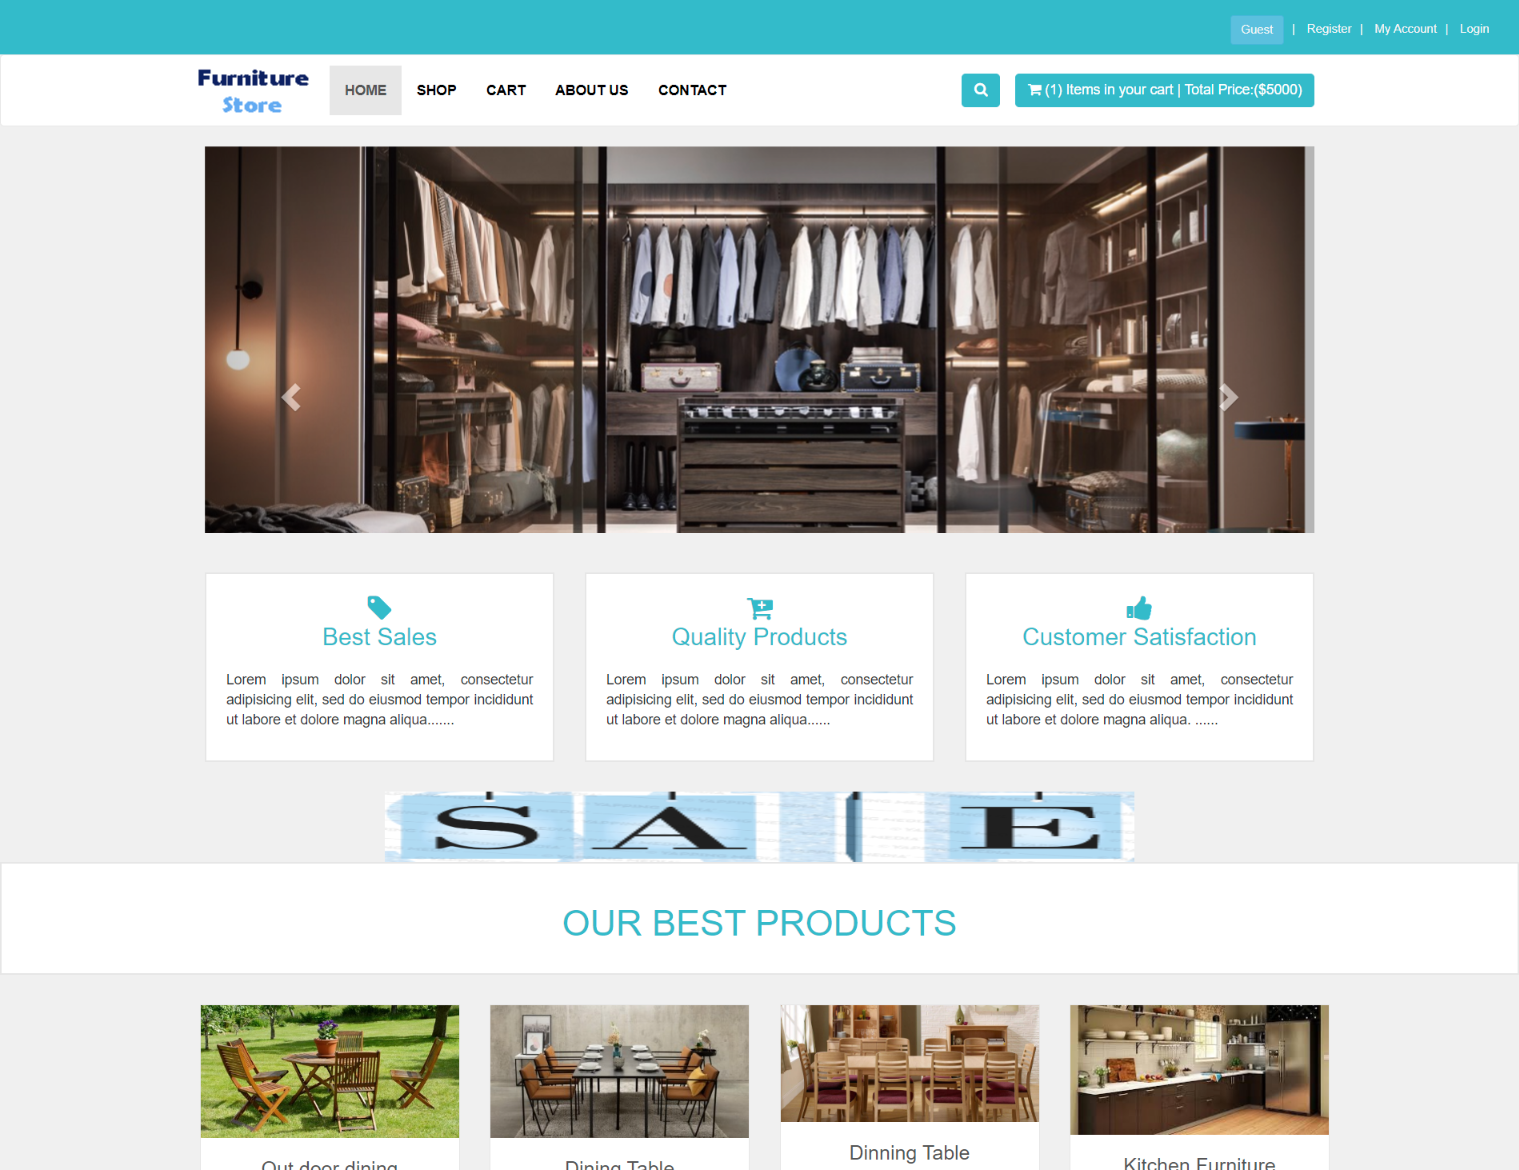 Guest | Register | My Account | Login
Furniture
Store
HOME SHOP CART ABOUT US CONTACT
(1) Items in your cart | Total Price:($5000)
Best Sales
Lorem ipsum dolor sit amet, consectetur
adipisicing elit, sed do eiusmod tempor incididunt
ut labore et dolore magna aliqua.......
Quality Products
Lorem ipsum dolor sit amet, consectetur
adipisicing elit, sed do eiusmod tempor incididunt
ut labore et dolore magna aliqua......
Customer Satisfaction
Lorem ipsum dolor sit amet, consectetur
adipisicing elit, sed do eiusmod tempor incididunt
ut labore et dolore magna aliqua. ......
SALE
OUR BEST PRODUCTS
Out door dining
Dining Table
Dinning Table
Kitchen Furniture